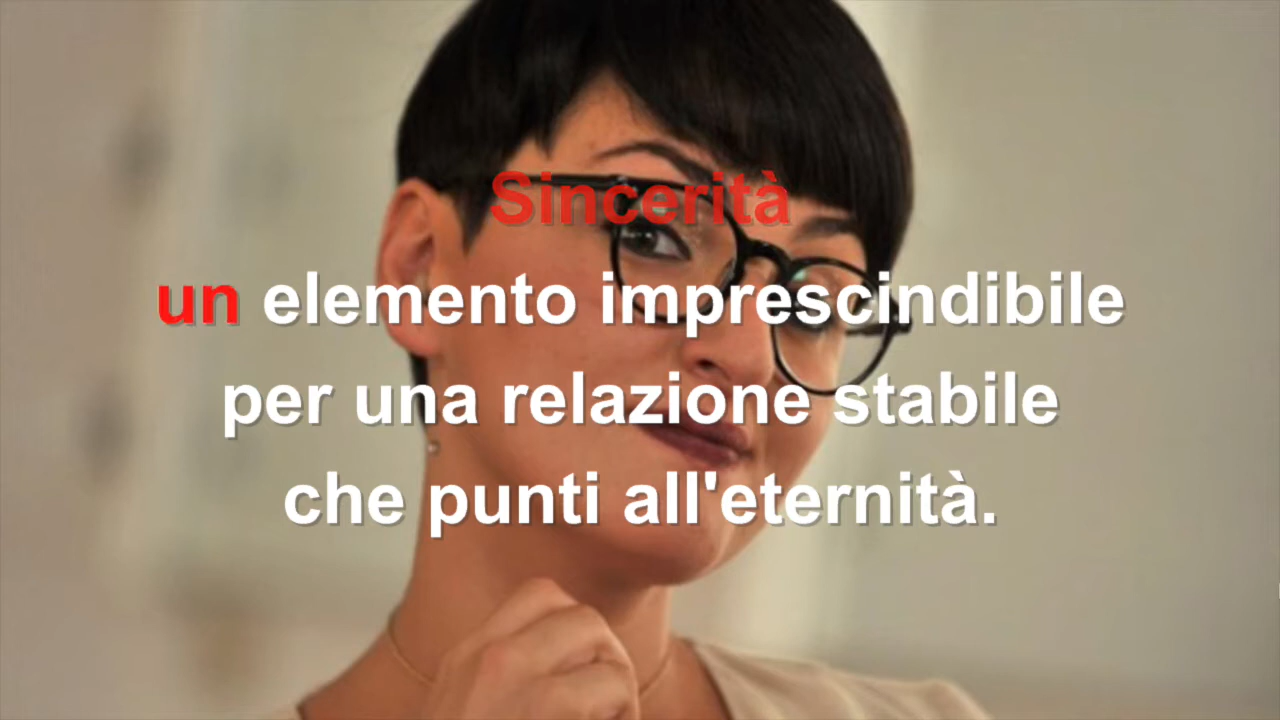 Sincerità
un elemento imprescindibile
per una relazione stabile
che punti all'eternità.